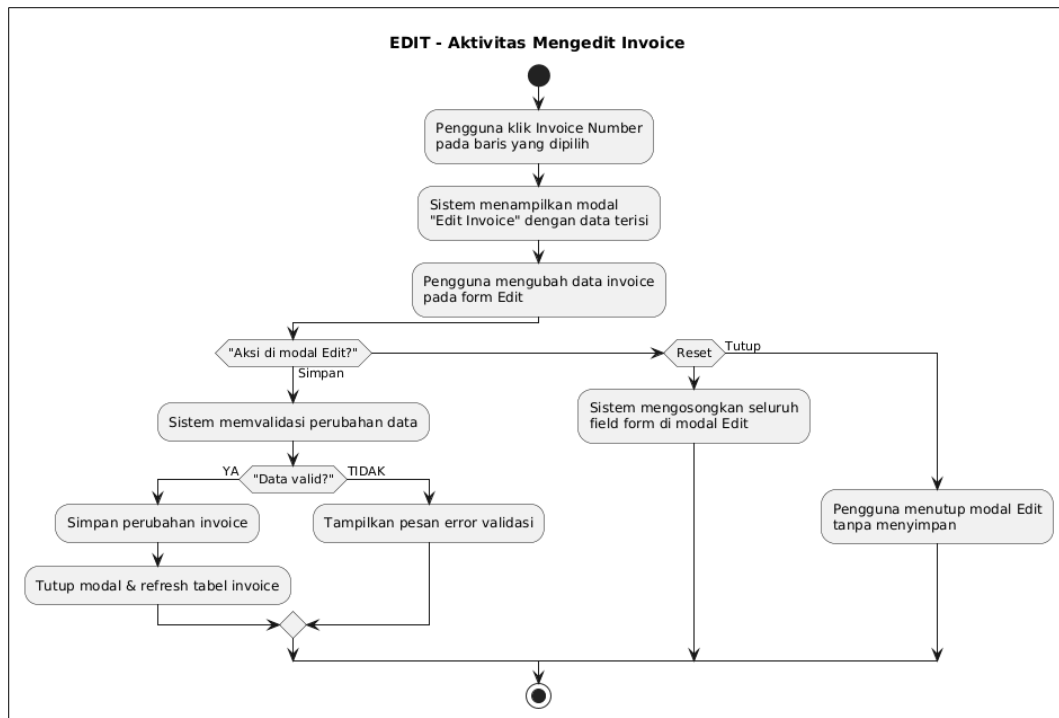 EDIT - Aktivitas Mengedit Invoice
Pengguna klik Invoice Number
pada baris yang dipilih
Sistem menampilkan modal
"Edit Invoice" dengan data terisi
Pengguna mengubah data invoice
pada form Edit
"Aksi di modal Edit?"
Simpan
Reset
Tutup
Sistem memvalidasi perubahan data
Sistem mengosongkan seluruh
field form di modal Edit
"Data valid?"
YA
TIDAK
Simpan perubahan invoice
Tampilkan pesan error validasi
Pengguna menutup modal Edit
tanpa menyimpan
Tutup modal & refresh tabel invoice